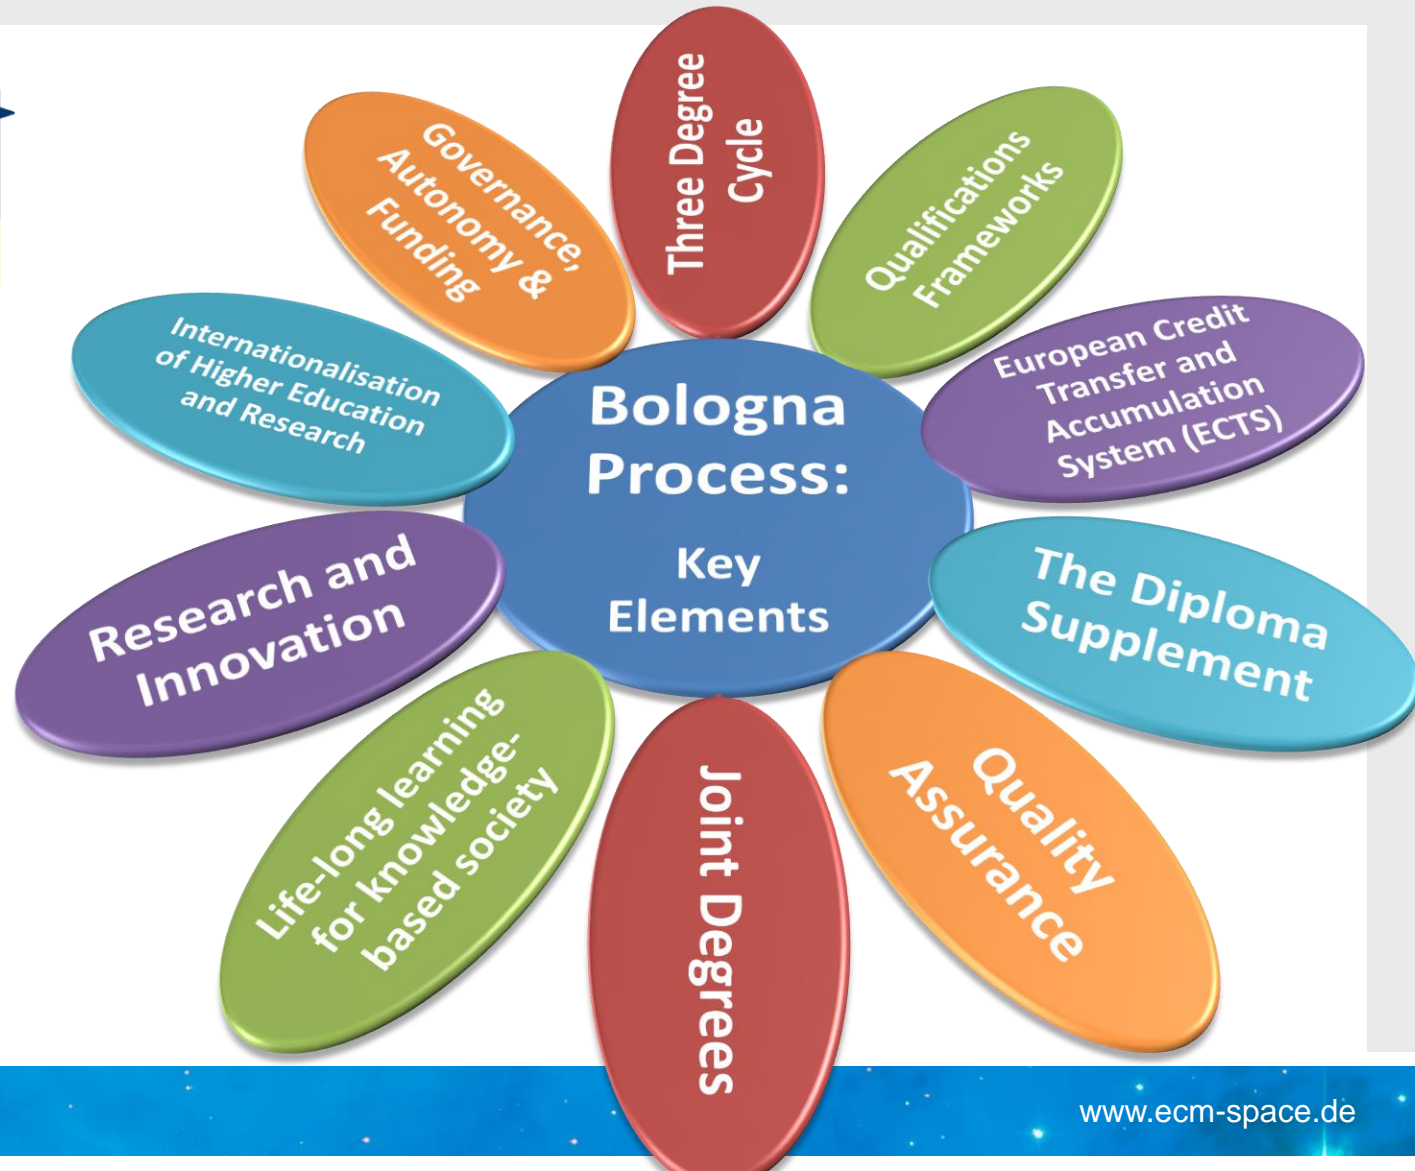 Three Degree
Cycle
Qualifications
Frameworks
European Credit
Transfer and
Accumulation
System (ECTS)
The Diploma
Supplement
Quality
Assurance
Joint Degrees
Life-long learning
for knowledge-
based society
Research and
Innovation
Internationalisation
of Higher Education
and Research
Governance,
Autonomy &
Funding
Bologna
Process:
Key
Elements
www.ecm-space.de